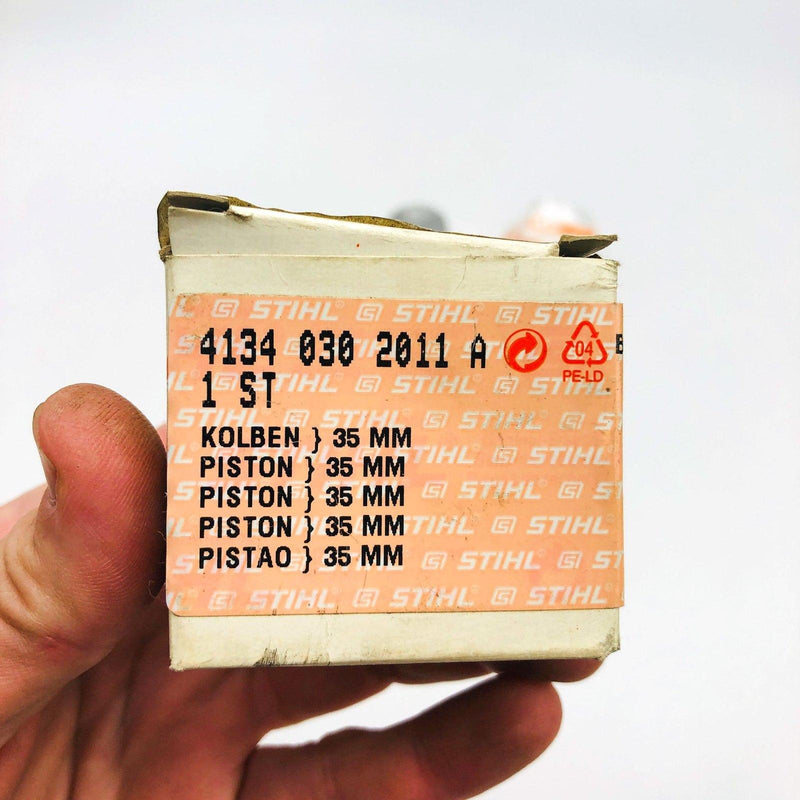 4134 030 2011 A
04
PE-LD
1 ST
KOLBEN } 35 MM
PISTON } 35 MM
PISTON } 35 MM
PISTON } 35 MM
PISTAO } 35 MM
STIHL